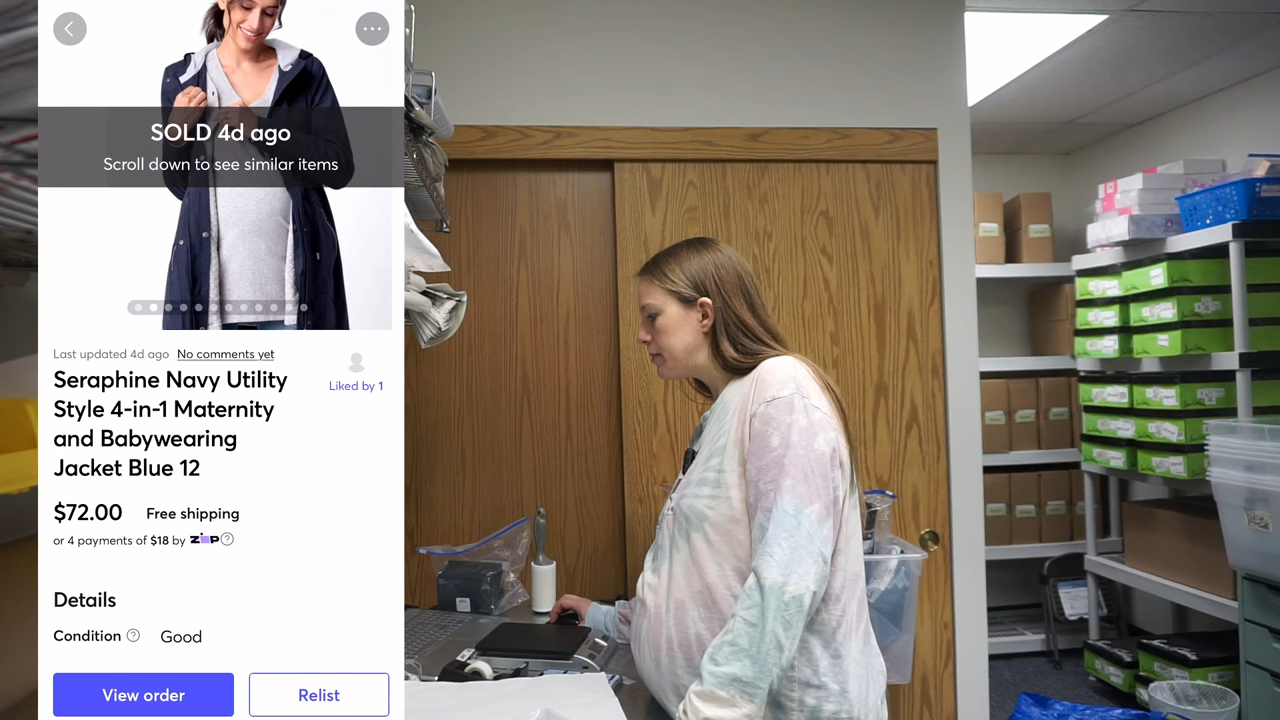 SOLD 4d ago
Scroll down to see similar items
Last updated 4d ago No comments yet
Seraphine Navy Utility
Style 4-in-1 Maternity
and Babywearing
Jacket Blue 12
Liked by 1
$72.00 Free shipping
or 4 payments of $18 by ZIP
Details
Condition Good
View order
Relist